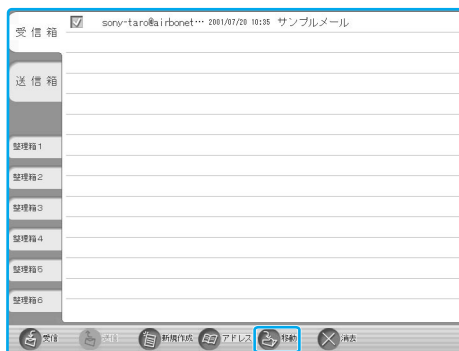 受信箱
sony-taro@airbonet… 2001/07/20 10:35 サンプルメール
送信箱
整理箱1
整理箱2
整理箱3
整理箱4
整理箱5
整理箱6
受信 送信 新規作成 アドレス 移動 消去